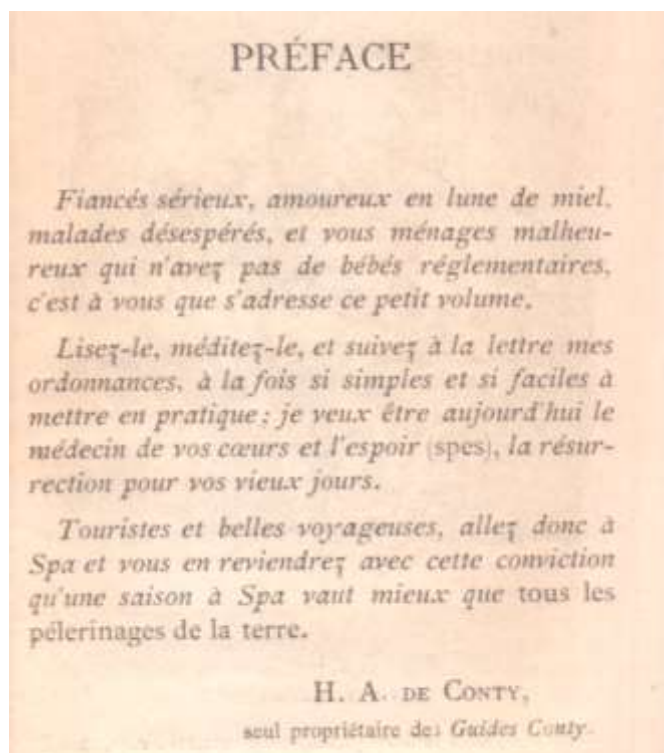 PRÉFACE
Fiancés sérieux, amoureux en lune de miel,
malades désespérés, et vous ménages malheu-
reux qui n'avez pas de bébés réglementaires,
c'est à vous que s'adresse ce petit volume.
Lisez-le, méditez-le, et suivez à la lettre mes
ordonnances, à la fois si simples et si faciles à
mettre en pratique; je veux être aujourd'hui le
médecin de vos cœurs et l'espoir (spes), la résur-
rection pour vos vieux jours.
Touristes et belles voyageuses, allez donc à
Spa et vous en reviendrez avec cette conviction
qu'une saison à Spa vaut mieux que tous les
pélerinages de la terre.
H. A. DE CONTY,
seul propriétaire des Guides Conty.